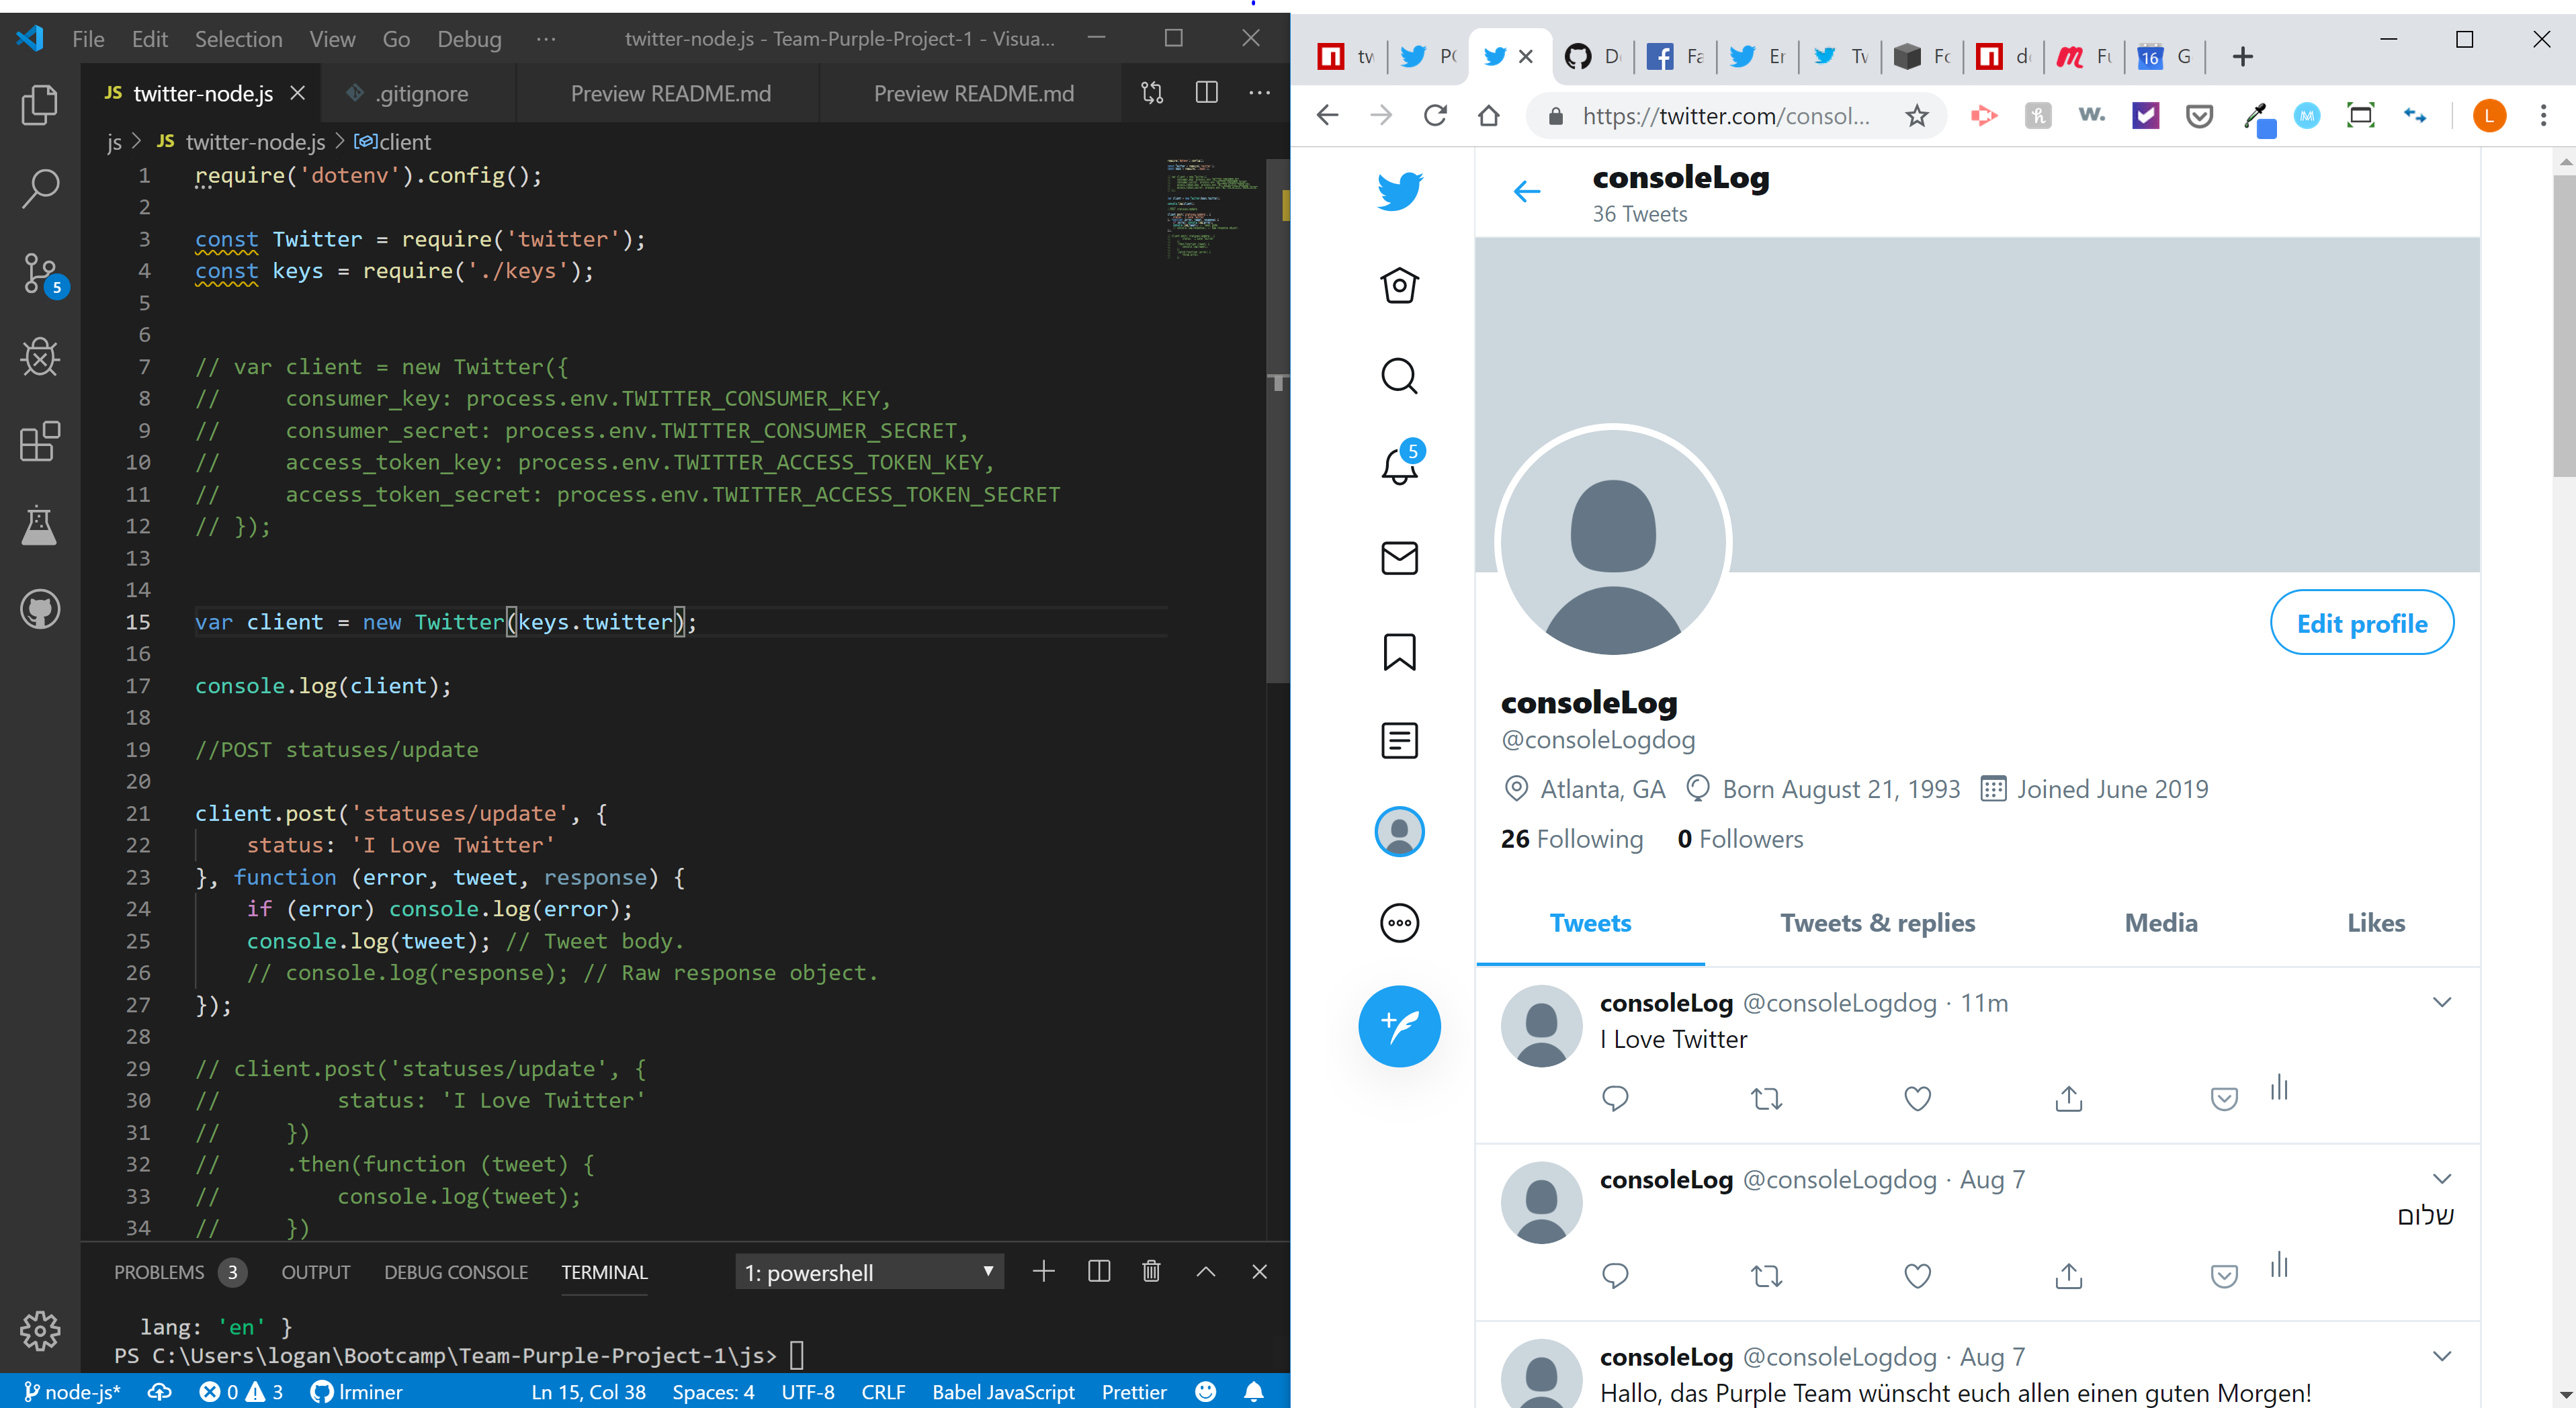 File Edit Selection View Go Debug ··· twitter-node.js - Team-Purple-Project-1 - Visua...
JS twitter-node.js .gitignore Preview README.md Preview README.md ···
js > JS twitter-node.js > client
1 require('dotenv').config();
2
3 const Twitter = require('twitter');
4 const keys = require('./keys');
5
6
7 // var client = new Twitter({
8 //     consumer_key: process.env.TWITTER_CONSUMER_KEY,
9 //     consumer_secret: process.env.TWITTER_CONSUMER_SECRET,
10 //     access_token_key: process.env.TWITTER_ACCESS_TOKEN_KEY,
11 //     access_token_secret: process.env.TWITTER_ACCESS_TOKEN_SECRET
12 // });
13
14
15 var client = new Twitter(keys.twitter);
16
17 console.log(client);
18
19 //POST statuses/update
20
21 client.post('statuses/update', {
22     status: 'I Love Twitter'
23 }, function (error, tweet, response) {
24     if (error) console.log(error);
25     console.log(tweet); // Tweet body.
26     // console.log(response); // Raw response object.
27 });
28
29 // client.post('statuses/update', {
30 //         status: 'I Love Twitter'
31 //     })
32 //     .then(function (tweet) {
33 //         console.log(tweet);
34 //     })
5
PROBLEMS 3 OUTPUT DEBUG CONSOLE TERMINAL 1: powershell
lang: 'en' }
PS C:\Users\logan\Bootcamp\Team-Purple-Project-1\js>
node-js* 0 3 lrminer Ln 15, Col 38 Spaces: 4 UTF-8 CRLF Babel JavaScript Prettier
tw P D Fa Er Tw Fc d Fu 16 G
https://twitter.com/consol... w. L
consoleLog
36 Tweets
5
Edit profile
consoleLog
@consoleLogdog
Atlanta, GA Born August 21, 1993 Joined June 2019
26 Following 0 Followers
Tweets Tweets & replies Media Likes
consoleLog @consoleLogdog · 11m
I Love Twitter
consoleLog @consoleLogdog · Aug 7
שלום
consoleLog @consoleLogdog · Aug 7
Hallo, das Purple Team wünscht euch allen einen guten Morgen!